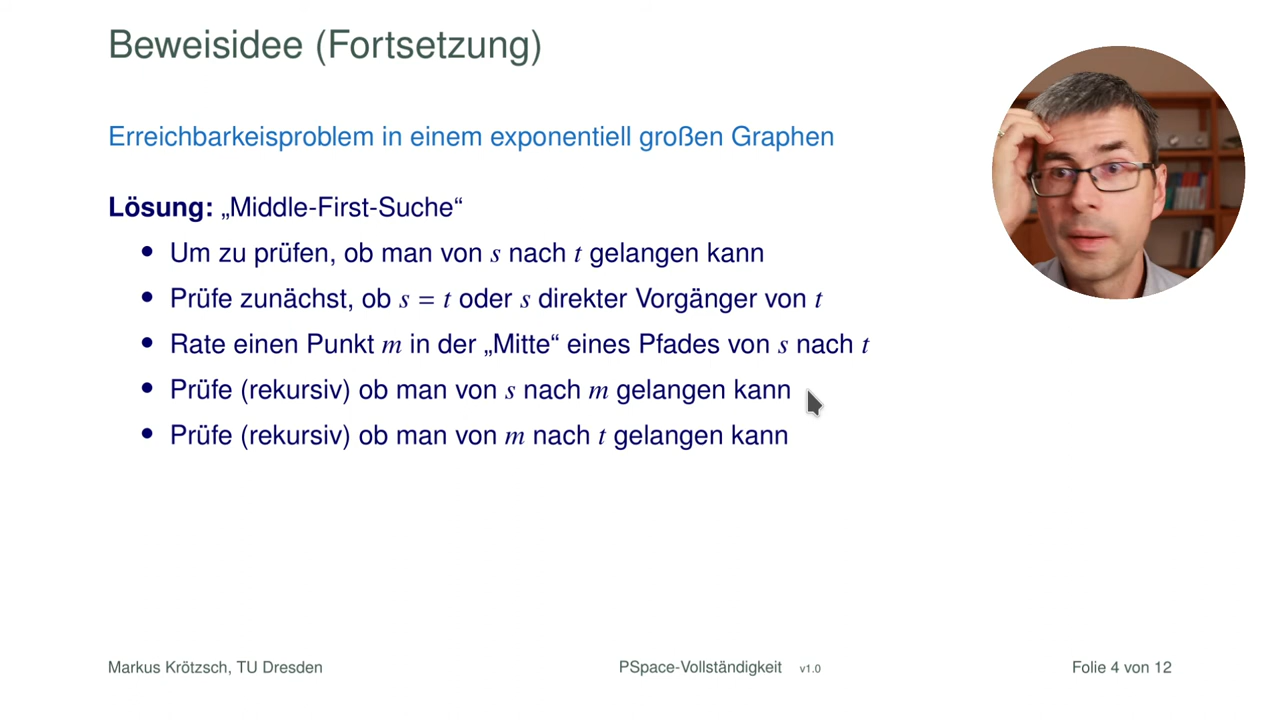 Beweisidee (Fortsetzung)
Erreichbarkeisproblem in einem exponentiell großen Graphen
Lösung: „Middle-First-Suche“
• Um zu prüfen, ob man von s nach t gelangen kann
• Prüfe zunächst, ob s = t oder s direkter Vorgänger von t
• Rate einen Punkt m in der „Mitte“ eines Pfades von s nach t
• Prüfe (rekursiv) ob man von s nach m gelangen kann
• Prüfe (rekursiv) ob man von m nach t gelangen kann
Markus Krötzsch, TU Dresden PSpace-Vollständigkeit v1.0 Folie 4 von 12